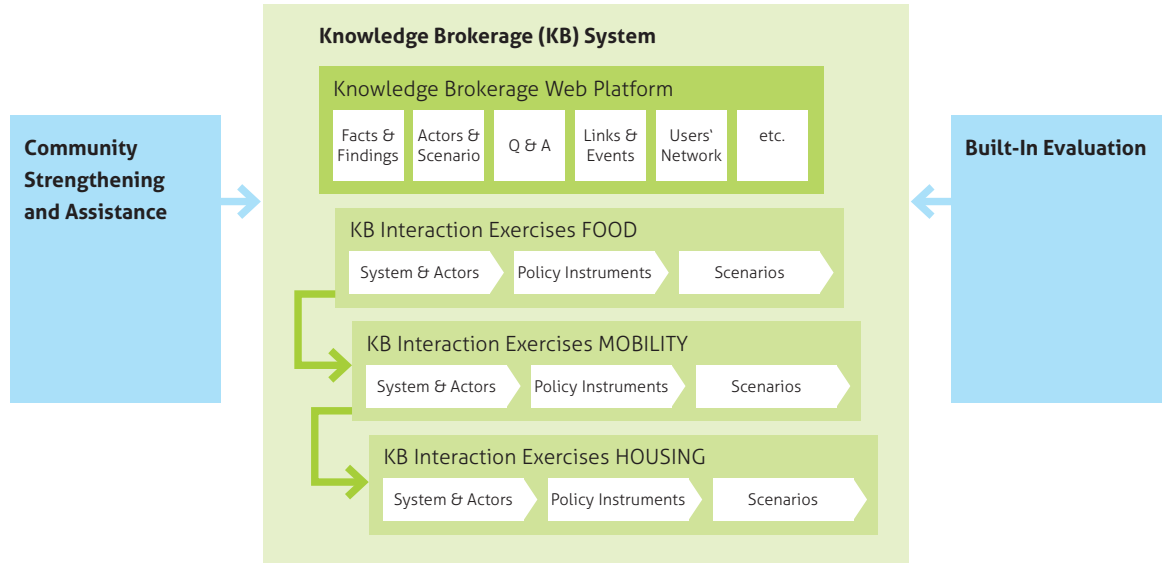 Knowledge Brokerage (KB) System
Knowledge Brokerage Web Platform
Facts &
Findings
Actors &
Scenario
Q & A
Links &
Events
Users‘
Network
etc.
Community
Strengthening
and Assistance
Built-In Evaluation
KB Interaction Exercises FOOD
System & Actors
Policy Instruments
Scenarios
KB Interaction Exercises MOBILITY
System & Actors
Policy Instruments
Scenarios
KB Interaction Exercises HOUSING
System & Actors
Policy Instruments
Scenarios